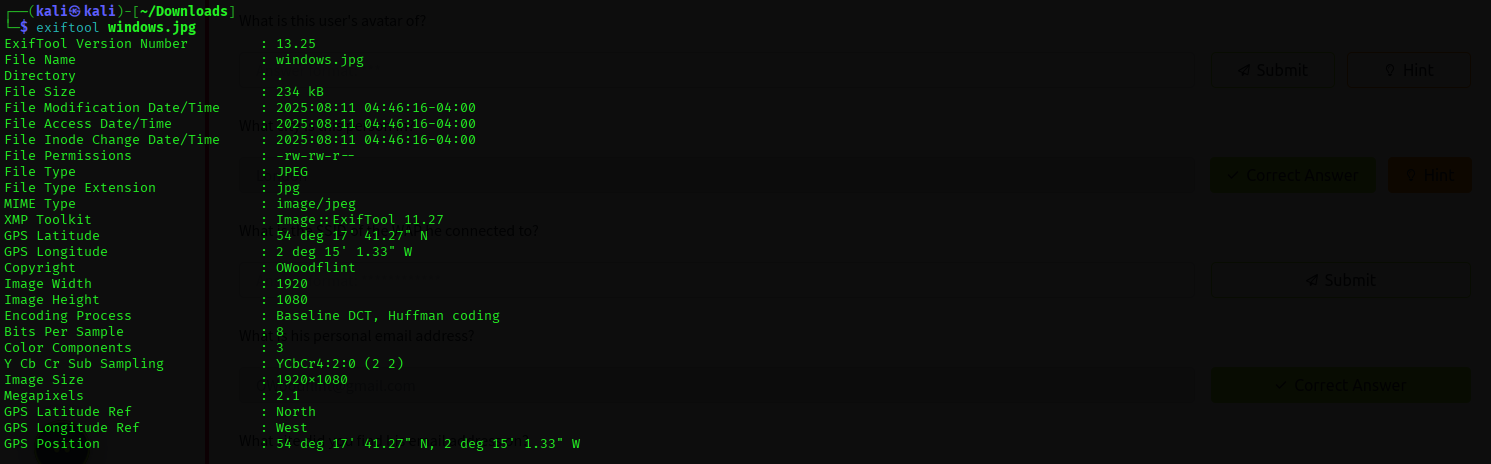 (kali㉿kali)-[~/Downloads]
What is this user's avatar of?
$ exiftool windows.jpg
ExifTool Version Number : 13.25
File Name : windows.jpg
Submit Hint
Directory : .
File Size : 234 kB
File Modification Date/Time : 2025:08:11 04:46:16-04:00
File Access Date/Time : 2025:08:11 04:46:16-04:00
File Inode Change Date/Time : 2025:08:11 04:46:16-04:00
File Permissions : -rw-rw-r--
File Type : JPEG
Correct Answer Hint
File Type Extension : jpg
MIME Type : image/jpeg
XMP Toolkit : Image::ExifTool 11.27
GPS Latitude : 54 deg 17' 41.27" N
connected to?
GPS Longitude : 2 deg 15' 1.33" W
Copyright : OWoodflint
Submit
Image Width : 1920
Image Height : 1080
Encoding Process : Baseline DCT, Huffman coding
Bits Per Sample : 8
What is his personal email address?
Color Components : 3
Y Cb Cr Sub Sampling : YCbCr4:2:0 (2 2)
Image Size : 1920×1080
Correct Answer
Megapixels : 2.1
GPS Latitude Ref : North
GPS Longitude Ref : West
GPS Position : 54 deg 17' 41.27" N, 2 deg 15' 1.33" W